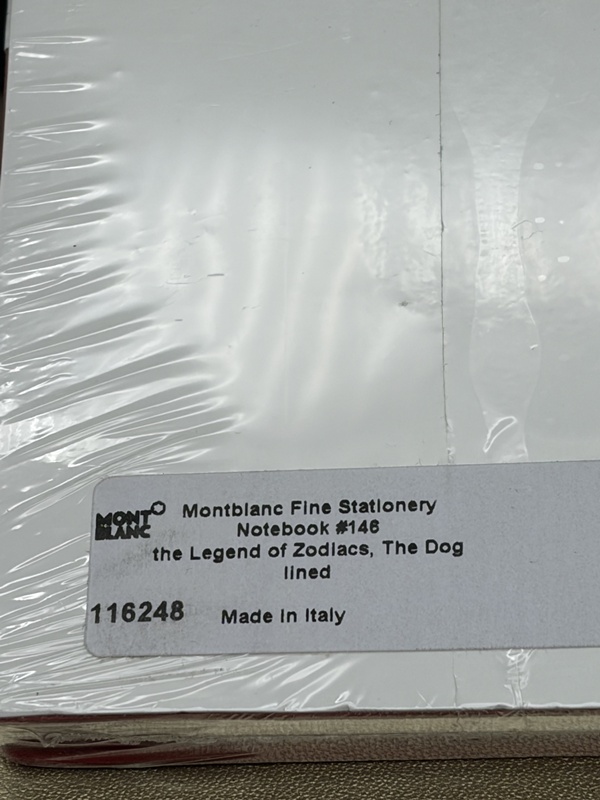 MONT
BLANC
Montblanc Fine Stationery
Notebook #146
the Legend of Zodiacs, The Dog
lined
116248 Made in Italy